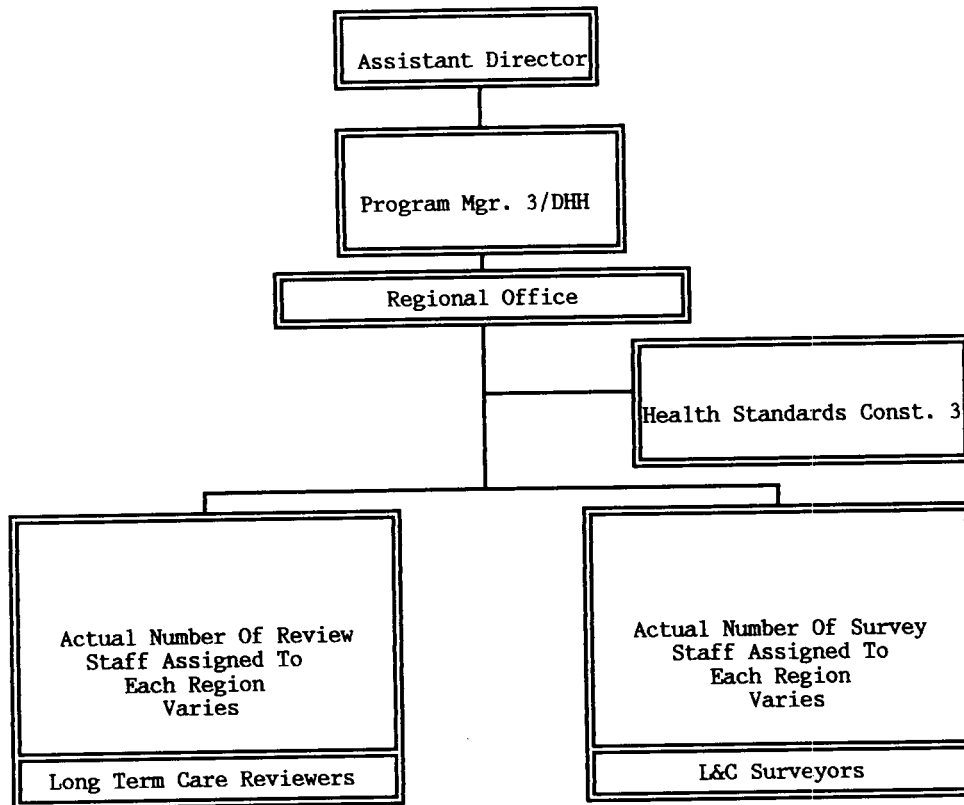 Assistant Director
Program Mgr. 3/DHH
Regional Office
Health Standards Const. 3
Actual Number Of Review
Staff Assigned To
Each Region
Varies
Long Term Care Reviewers
Actual Number Of Survey
Staff Assigned To
Each Region
Varies
L&C Surveyors